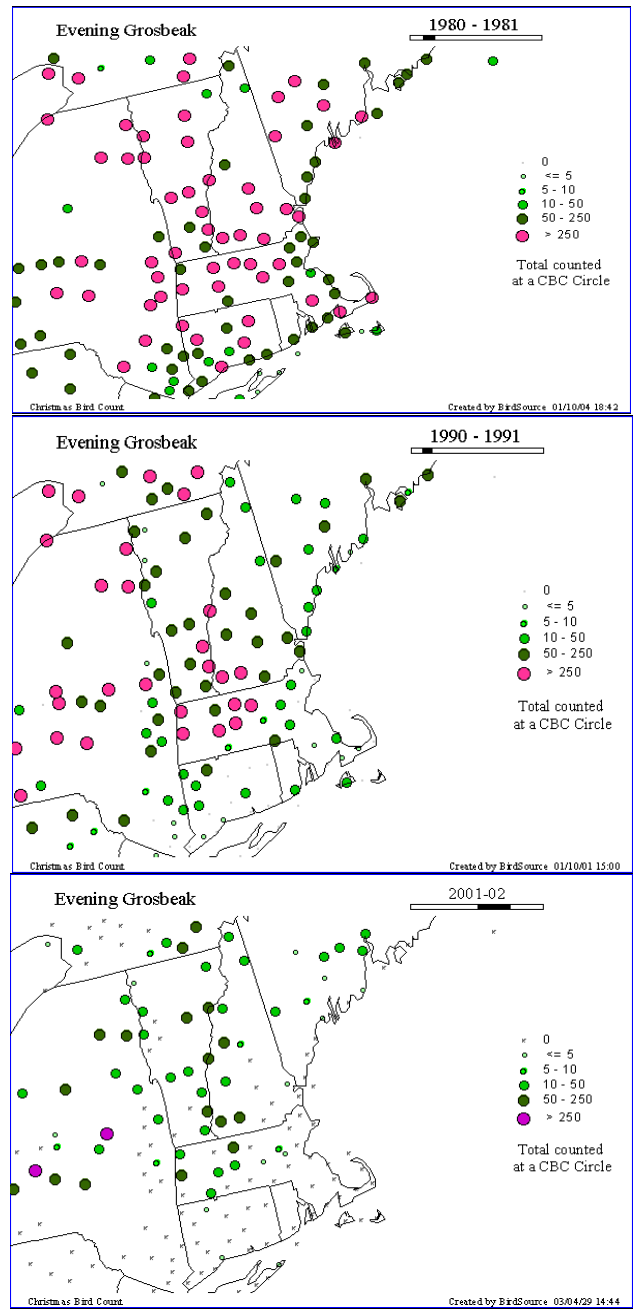 Evening Grosbeak
1980 - 1981
0
<= 5
5 - 10
10 - 50
50 - 250
> 250
Total counted
at a CBC Circle
Christmas Bird Count
Created by BirdSource 01/10/04 18:42
Evening Grosbeak
1990 - 1991
0
<= 5
5 - 10
10 - 50
50 - 250
> 250
Total counted
at a CBC Circle
Christmas Bird Count
Created by BirdSource 01/10/01 15:00
Evening Grosbeak
2001-02
0
<= 5
5 - 10
10 - 50
50 - 250
> 250
Total counted
at a CBC Circle
Christmas Bird Count
Created by BirdSource 03/04/29 14:44